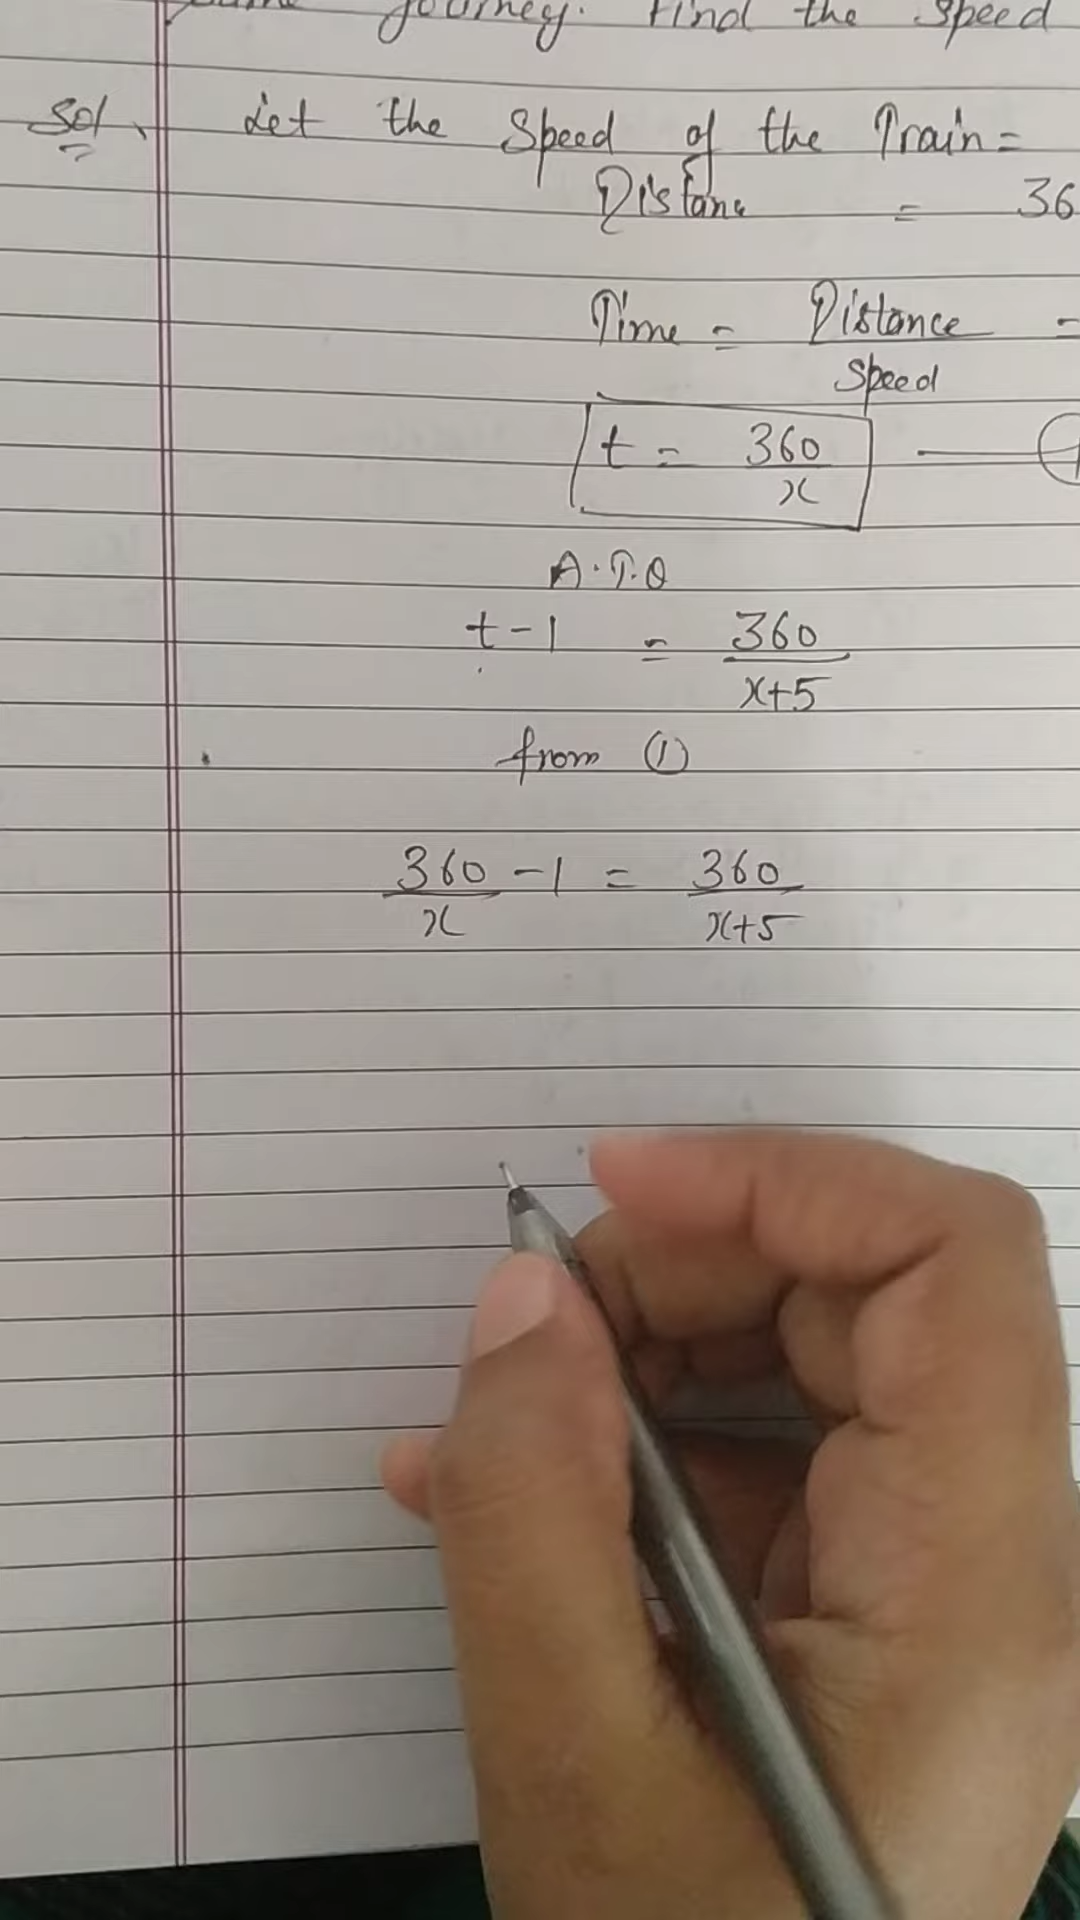 journey. Find the speed
Sol. Let the Speed of the Train =
Distanc = 36
Time = Distance =
Speed
t = 360
x
A.T.Q
t - 1 = 360
x+5
from (1)
360 - 1 = 360
x x+5